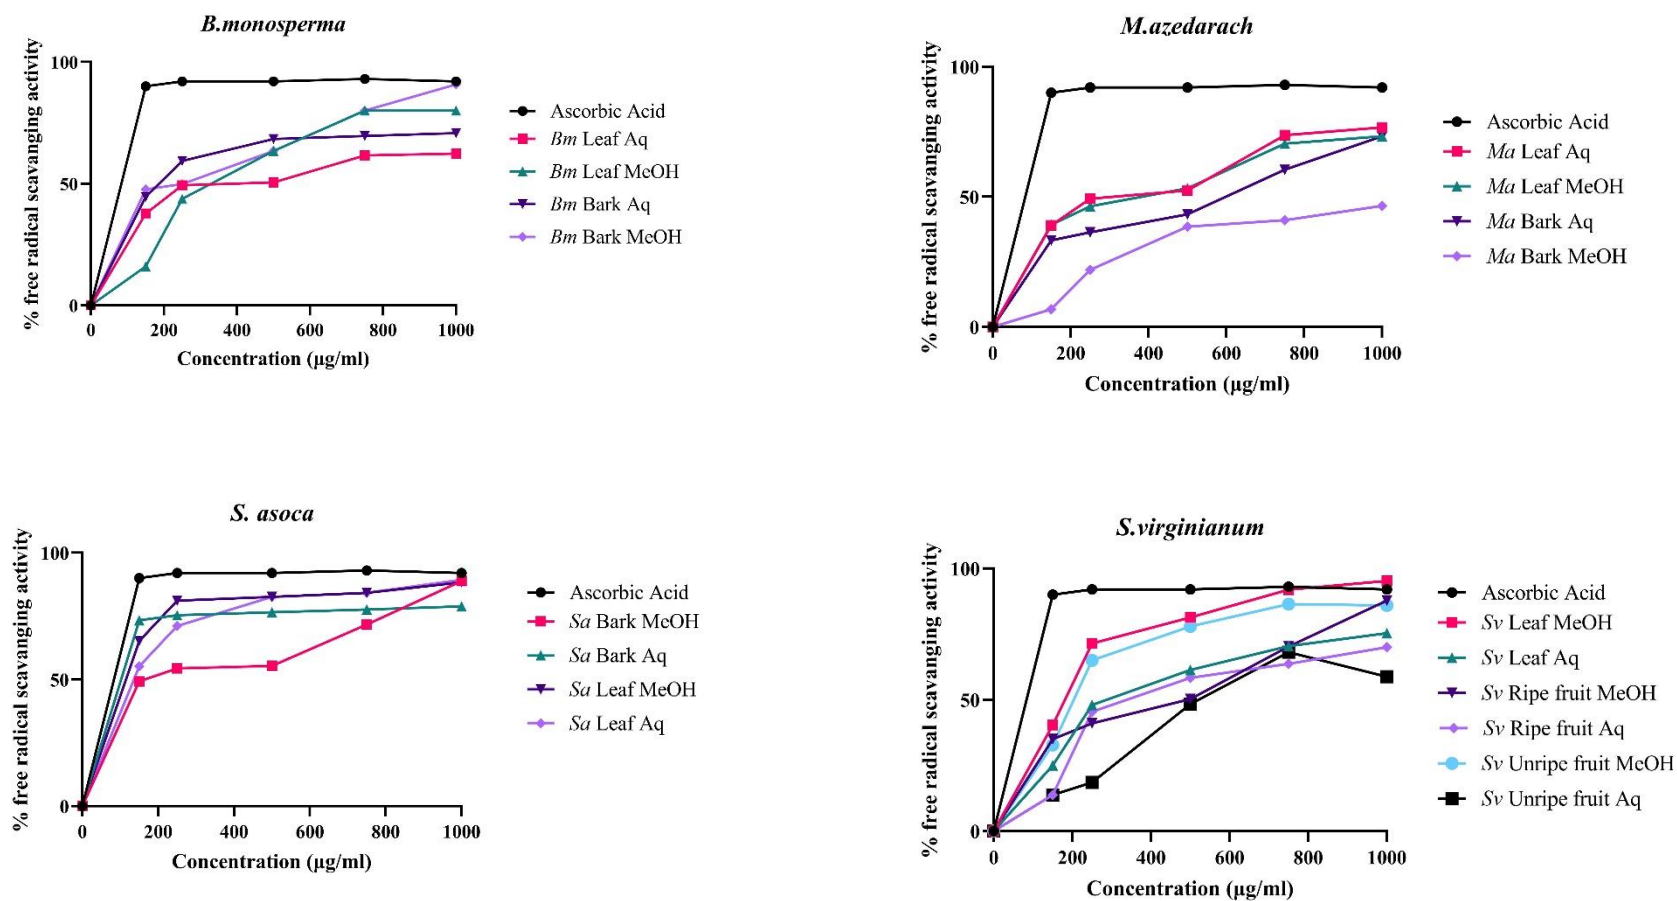 B.monosperma
% free radical scavanging activity
100
50
0
0 200 400 600 800 1000
Concentration (µg/ml)
Ascorbic Acid
Bm Leaf Aq
Bm Leaf MeOH
Bm Bark Aq
Bm Bark MeOH
M.azedarach
% free radical scavanging activity
100
50
0
0 200 400 600 800 1000
Concentration (µg/ml)
Ascorbic Acid
Ma Leaf Aq
Ma Leaf MeOH
Ma Bark Aq
Ma Bark MeOH
S. asoca
% free radical scavanging activity
100
50
0
0 200 400 600 800 1000
Concentration (µg/ml)
Ascorbic Acid
Sa Bark MeOH
Sa Bark Aq
Sa Leaf MeOH
Sa Leaf Aq
S.virginianum
% free radical scavanging activity
100
50
0
0 200 400 600 800 1000
Concentration (µg/ml)
Ascorbic Acid
Sv Leaf MeOH
Sv Leaf Aq
Sv Ripe fruit MeOH
Sv Ripe fruit Aq
Sv Unripe fruit MeOH
Sv Unripe fruit Aq